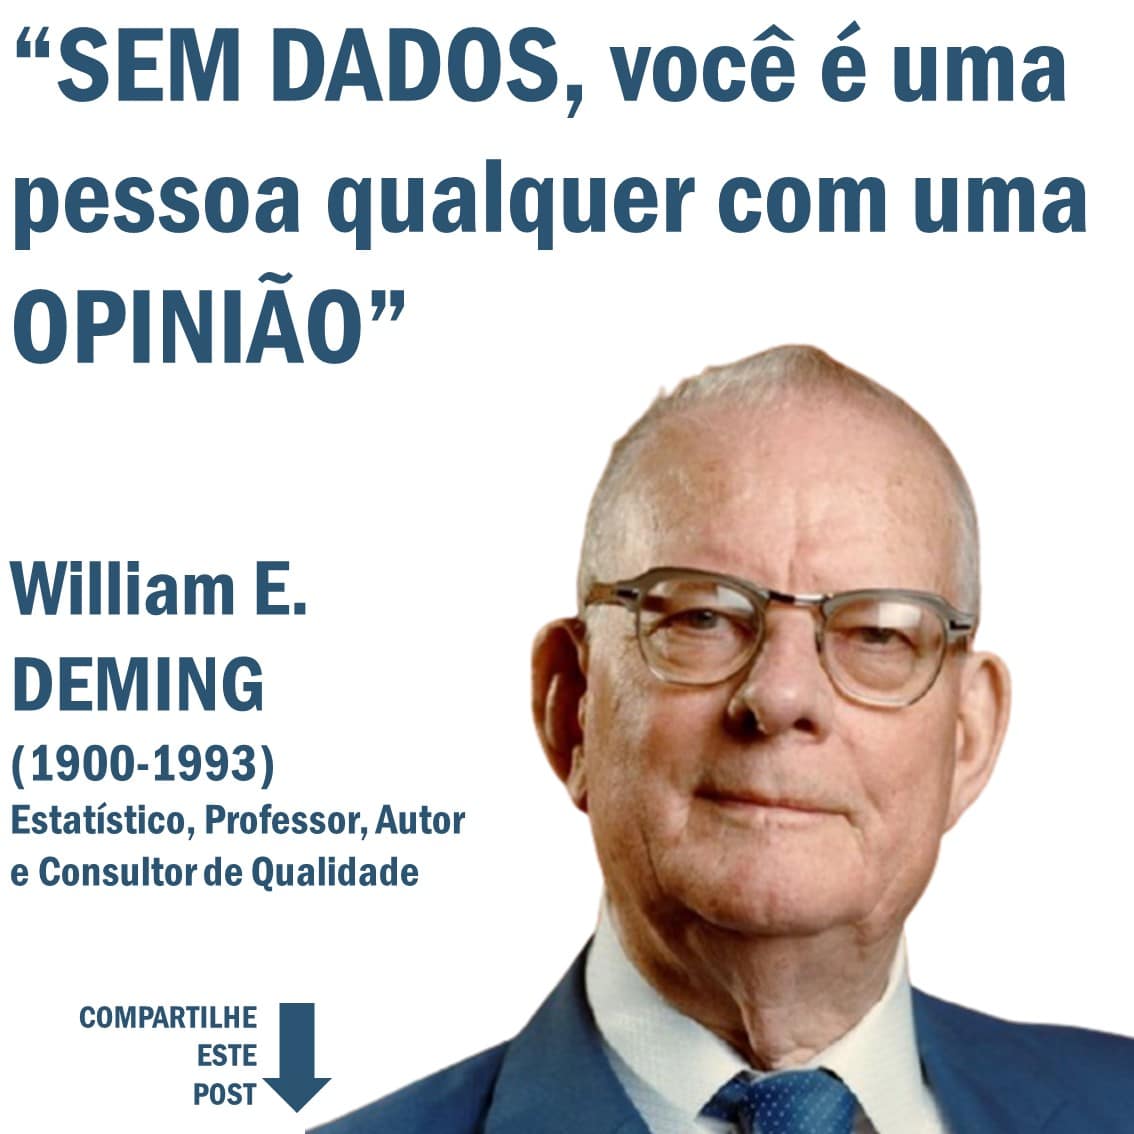 “SEM DADOS, você é uma
pessoa qualquer com uma
OPINIÃO”
William E.
DEMING
(1900-1993)
Estatístico, Professor, Autor
e Consultor de Qualidade
COMPARTILHE
ESTE
POST